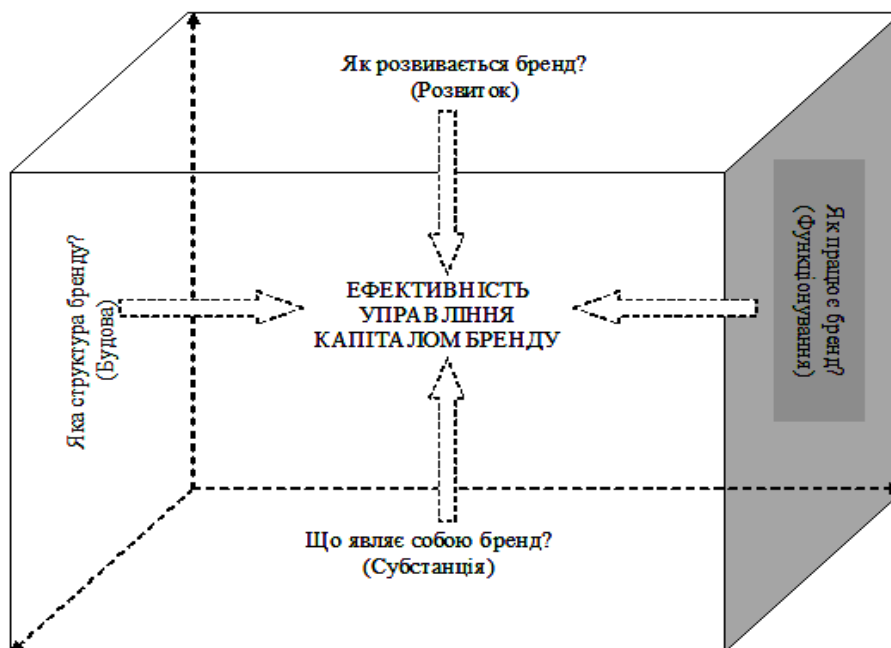 Як розвивається бренд?
(Розвиток)
Яка структура бренду?
(Будова)
ЕФЕКТИВНІСТЬ
УПРАВЛІННЯ
КАПІТАЛОМ БРЕНДУ
Як працює бренд?
(Функціонування)
Що являє собою бренд?
(Субстанція)